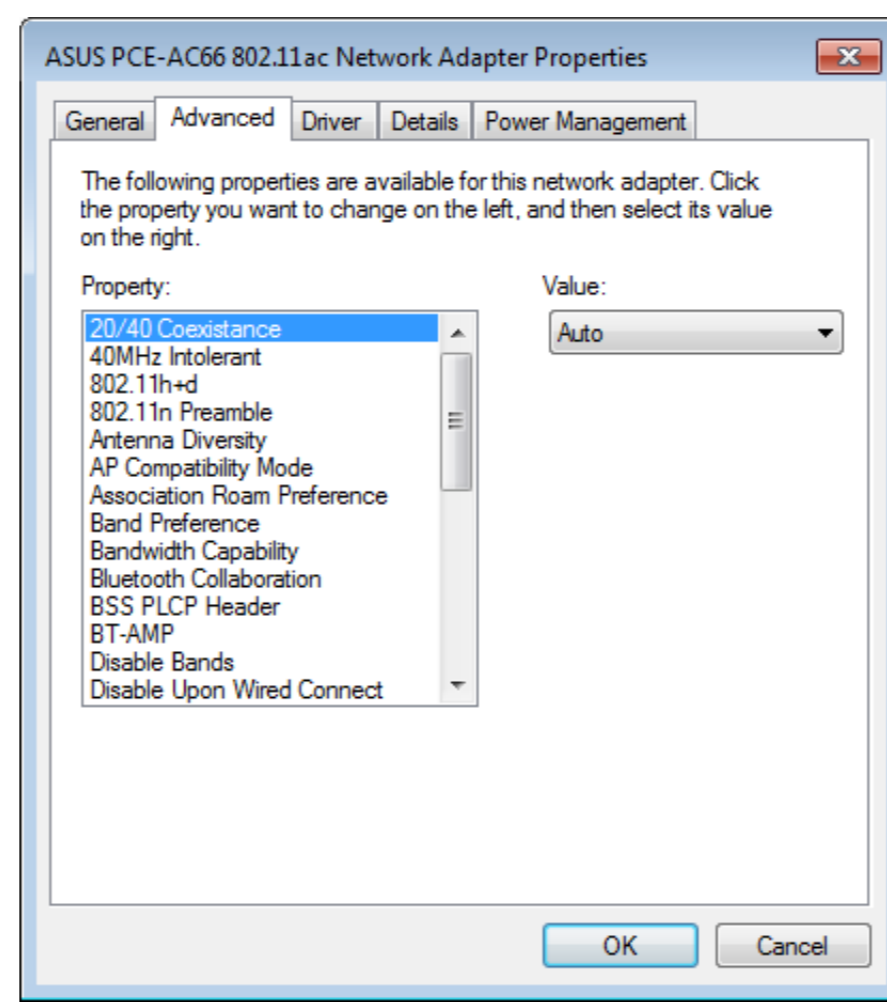 ASUS PCE-AC66 802.11ac Network Adapter Properties
General Advanced Driver Details Power Management
The following properties are available for this network adapter. Click
the property you want to change on the left, and then select its value
on the right.
Property:
Value:
20/40 Coexistance
Auto
40MHz Intolerant
802.11h+d
802.11n Preamble
Antenna Diversity
AP Compatibility Mode
Association Roam Preference
Band Preference
Bandwidth Capability
Bluetooth Collaboration
BSS PLCP Header
BT-AMP
Disable Bands
Disable Upon Wired Connect
OK
Cancel